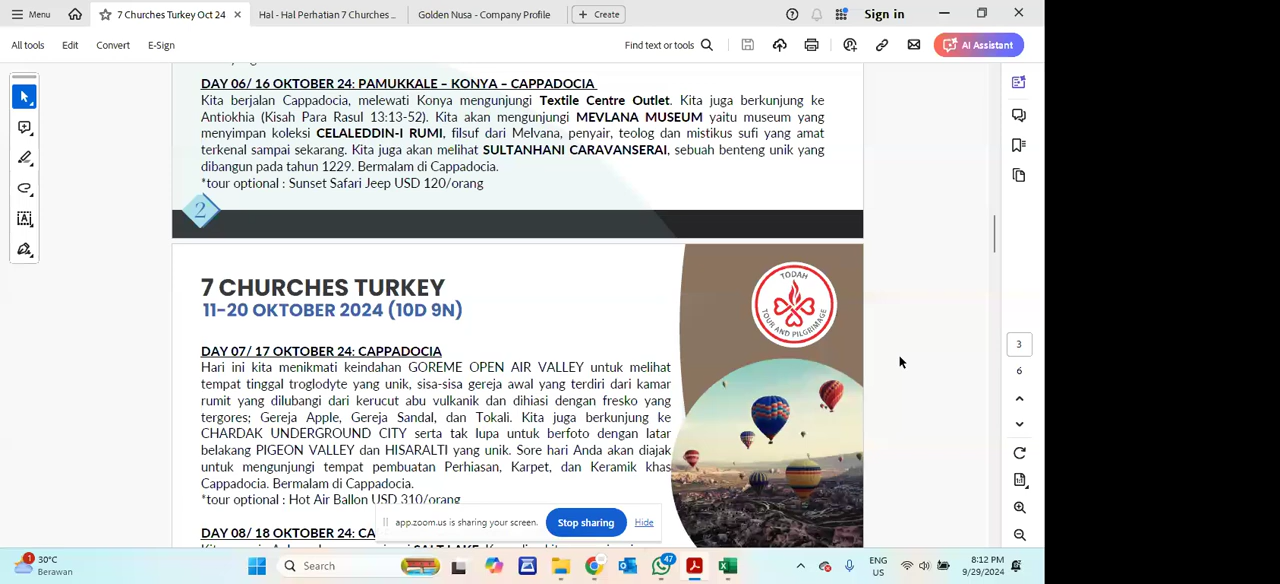 Menu
7 Churches Turkey Oct 24
Hal - Hal Perhatian 7 Churches ...
Golden Nusa - Company Profile
Create
Sign in
All tools
Edit
Convert
E-Sign
Find text or tools
AI Assistant
DAY 06/ 16 OKTOBER 24: PAMUKKALE – KONYA – CAPPADOCIA
Kita berjalan Cappadocia, melewati Konya mengunjungi Textile Centre Outlet. Kita juga berkunjung ke
Antiokhia (Kisah Para Rasul 13:13-52). Kita akan mengunjungi MEVLANA MUSEUM yaitu museum yang
menyimpan koleksi CELALEDDIN-I RUMI, filsuf dari Melvana, penyair, teolog dan mistikus sufi yang amat
terkenal sampai sekarang. Kita juga akan melihat SULTANHANI CARAVANSERAI, sebuah benteng unik yang
dibangun pada tahun 1229. Bermalam di Cappadocia.
*tour optional : Sunset Safari Jeep USD 120/orang
2
7 CHURCHES TURKEY
11-20 OKTOBER 2024 (10D 9N)
TODAH
TOUR AND PILGRIMAGE
DAY 07/ 17 OKTOBER 24: CAPPADOCIA
Hari ini kita menikmati keindahan GOREME OPEN AIR VALLEY untuk melihat
tempat tinggal troglodyte yang unik, sisa-sisa gereja awal yang terdiri dari kamar
rumit yang dilubangi dari kerucut abu vulkanik dan dihiasi dengan fresko yang
tergores; Gereja Apple, Gereja Sandal, dan Tokali. Kita juga berkunjung ke
CHARDAK UNDERGROUND CITY serta tak lupa untuk berfoto dengan latar
belakang PIGEON VALLEY dan HISARALTI yang unik. Sore hari Anda akan diajak
untuk mengunjungi tempat pembuatan Perhiasan, Karpet, dan Keramik khas
Cappadocia. Bermalam di Cappadocia.
*tour optional : Hot Air Ballon USD 310/orang
DAY 08/ 18 OKTOBER 24: CA
SALT LAKE
3
6
app.zoom.us is sharing your screen.
Stop sharing
Hide
1
30°C
Berawan
Search
47
ENG
US
8:12 PM
9/29/2024